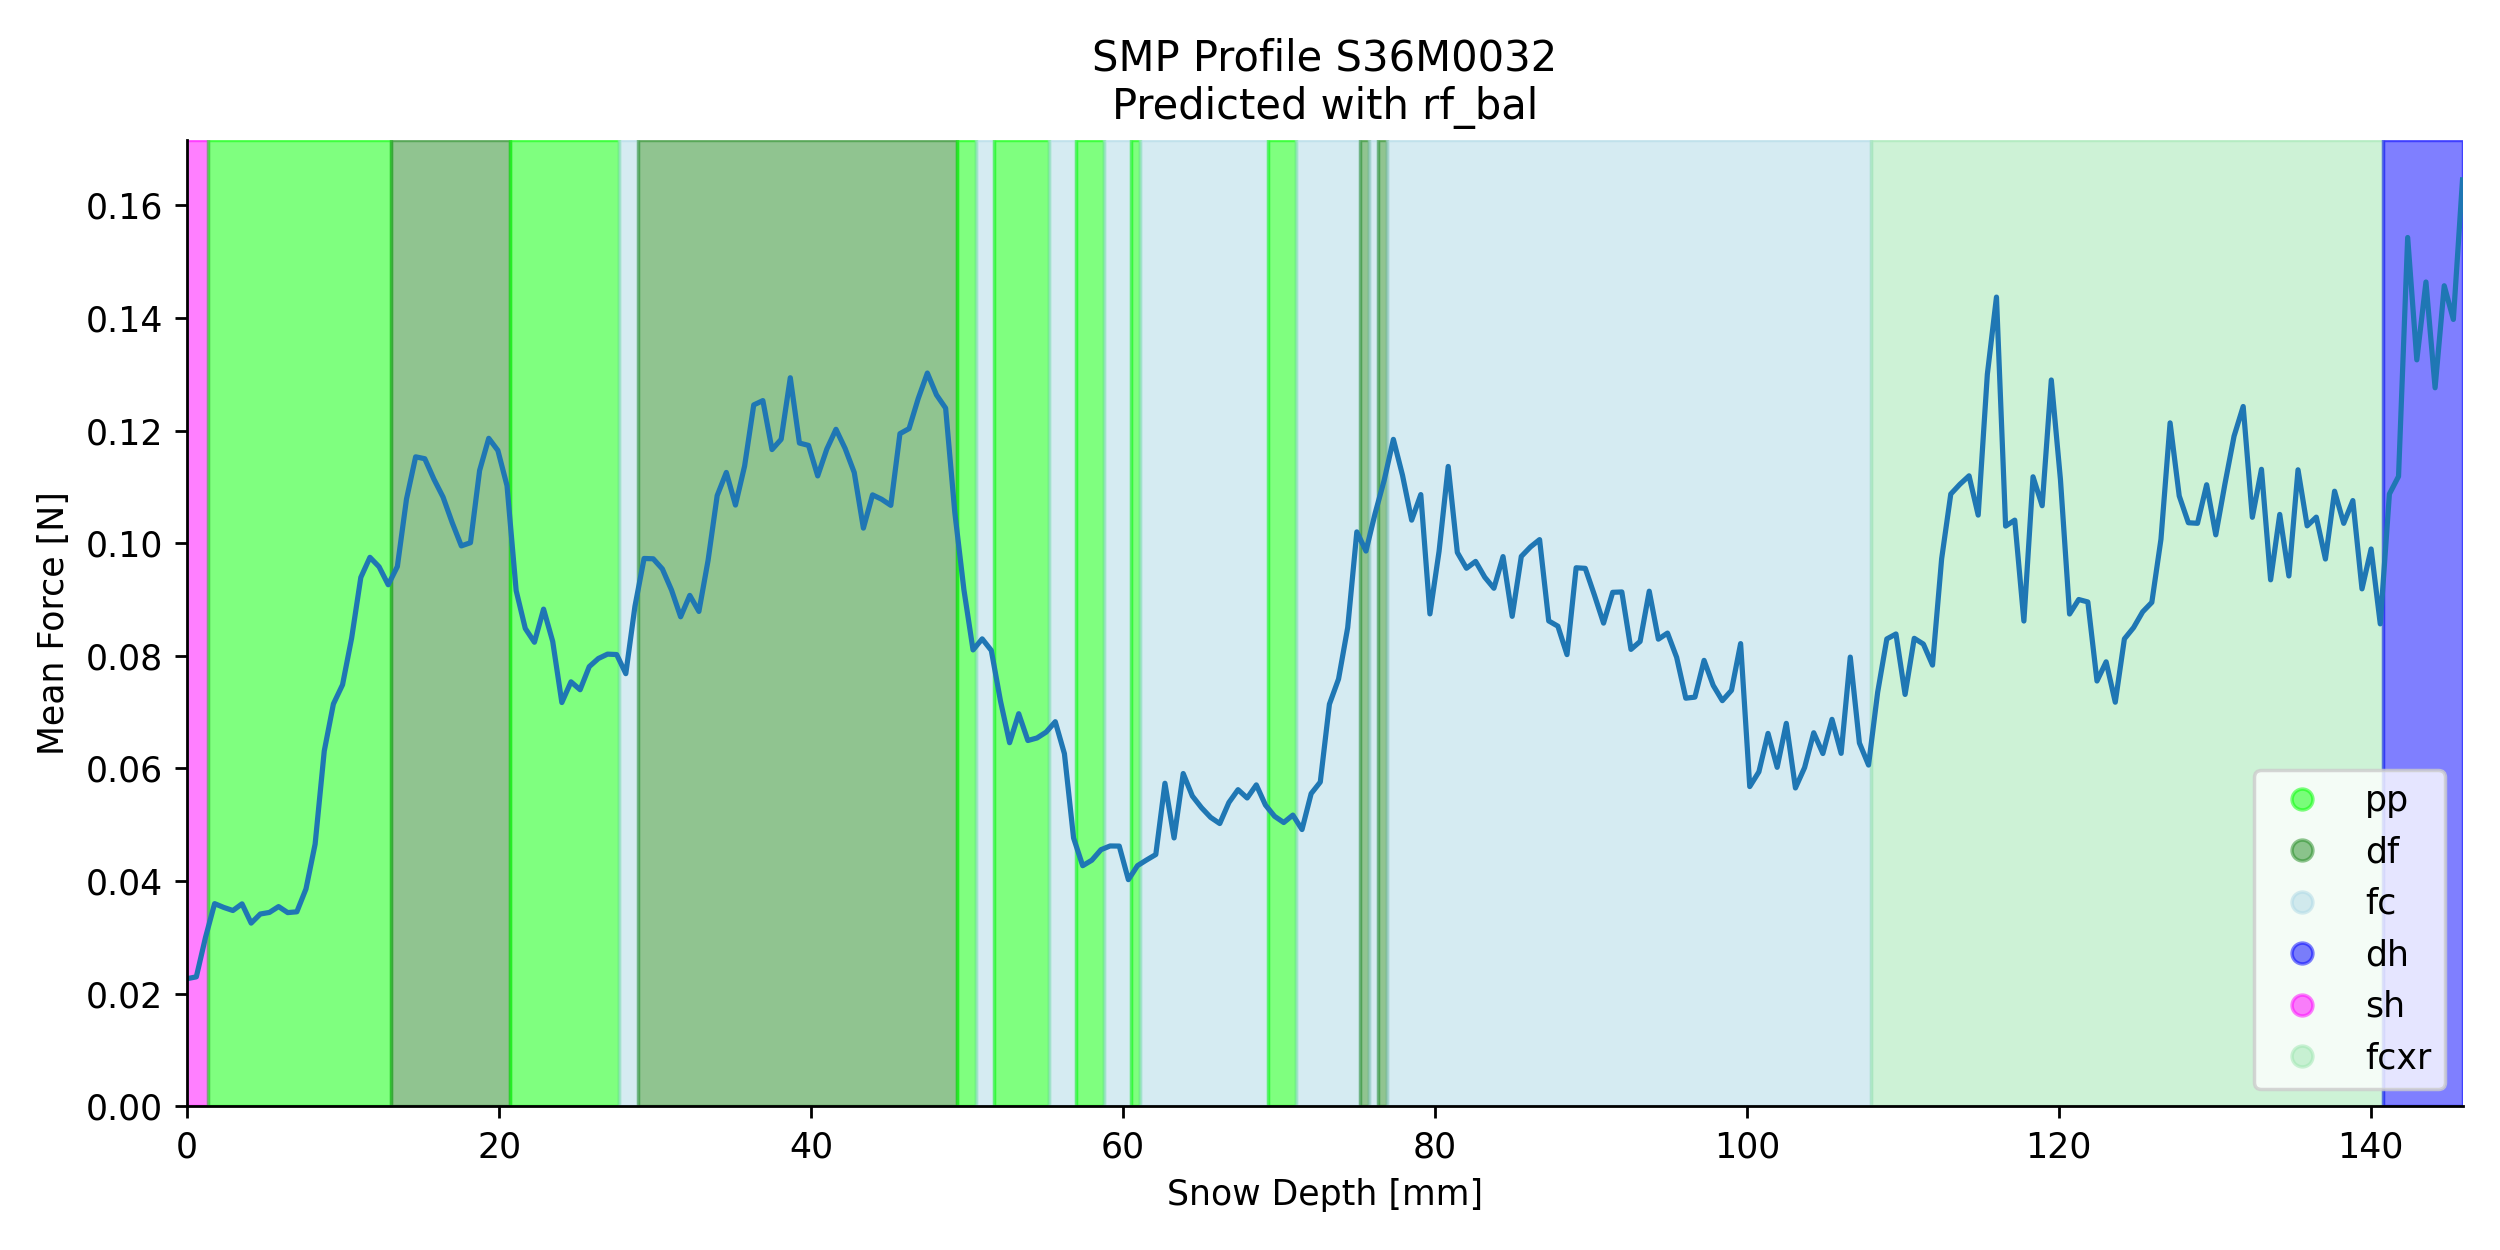 SMP Profile S36M0032
Predicted with rf_bal
Mean Force [N]
0.16
0.14
0.12
0.10
0.08
0.06
0.04
0.02
0.00
pp
df
fc
dh
sh
fcxr
0 20 40 60 80 100 120 140
Snow Depth [mm]